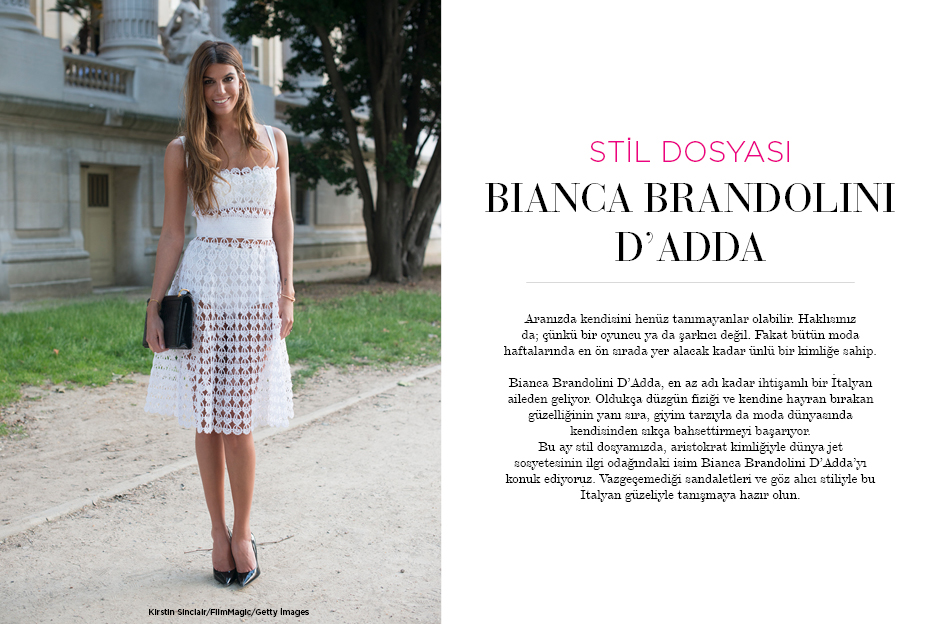 STİL DOSYASI
BIANCA BRANDOLINI
D’ADDA
Aranızda kendisini henüz tanımayanlar olabilir. Haklısınız
da; çünkü bir oyuncu ya da şarkıcı değil. Fakat bütün moda
haftalarında en ön sırada yer alacak kadar ünlü bir kimliğe sahip.
Bianca Brandolini D’Adda, en az adı kadar ihtişamlı bir İtalyan
aileden geliyor. Oldukça düzgün fiziği ve kendine hayran bırakan
güzelliğinin yanı sıra, giyim tarzıyla da moda dünyasında
kendisinden sıkça bahsettirmeyi başarıyor.
Bu ay stil dosyamızda, aristokrat kimliğiyle dünya jet
sosyetesinin ilgi odağındaki isim Bianca Brandolini D’Adda’yı
konuk ediyoruz. Vazgeçemediği sandaletleri ve göz alıcı stiliyle bu
İtalyan güzeliyle tanışmaya hazır olun.
Kirstin Sinclair/FilmMagic/Getty Images